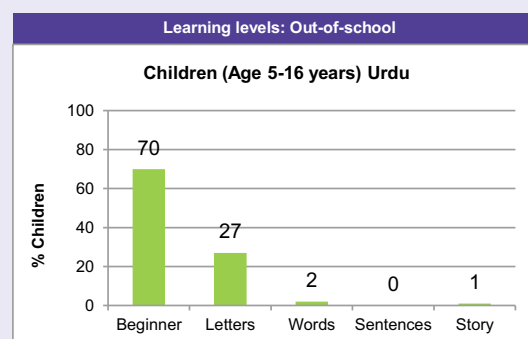 Learning levels: Out-of-school
Children (Age 5-16 years) Urdu
% Children
100
80
60
40
20
0
70
27
2
0
1
Beginner Letters Words Sentences Story